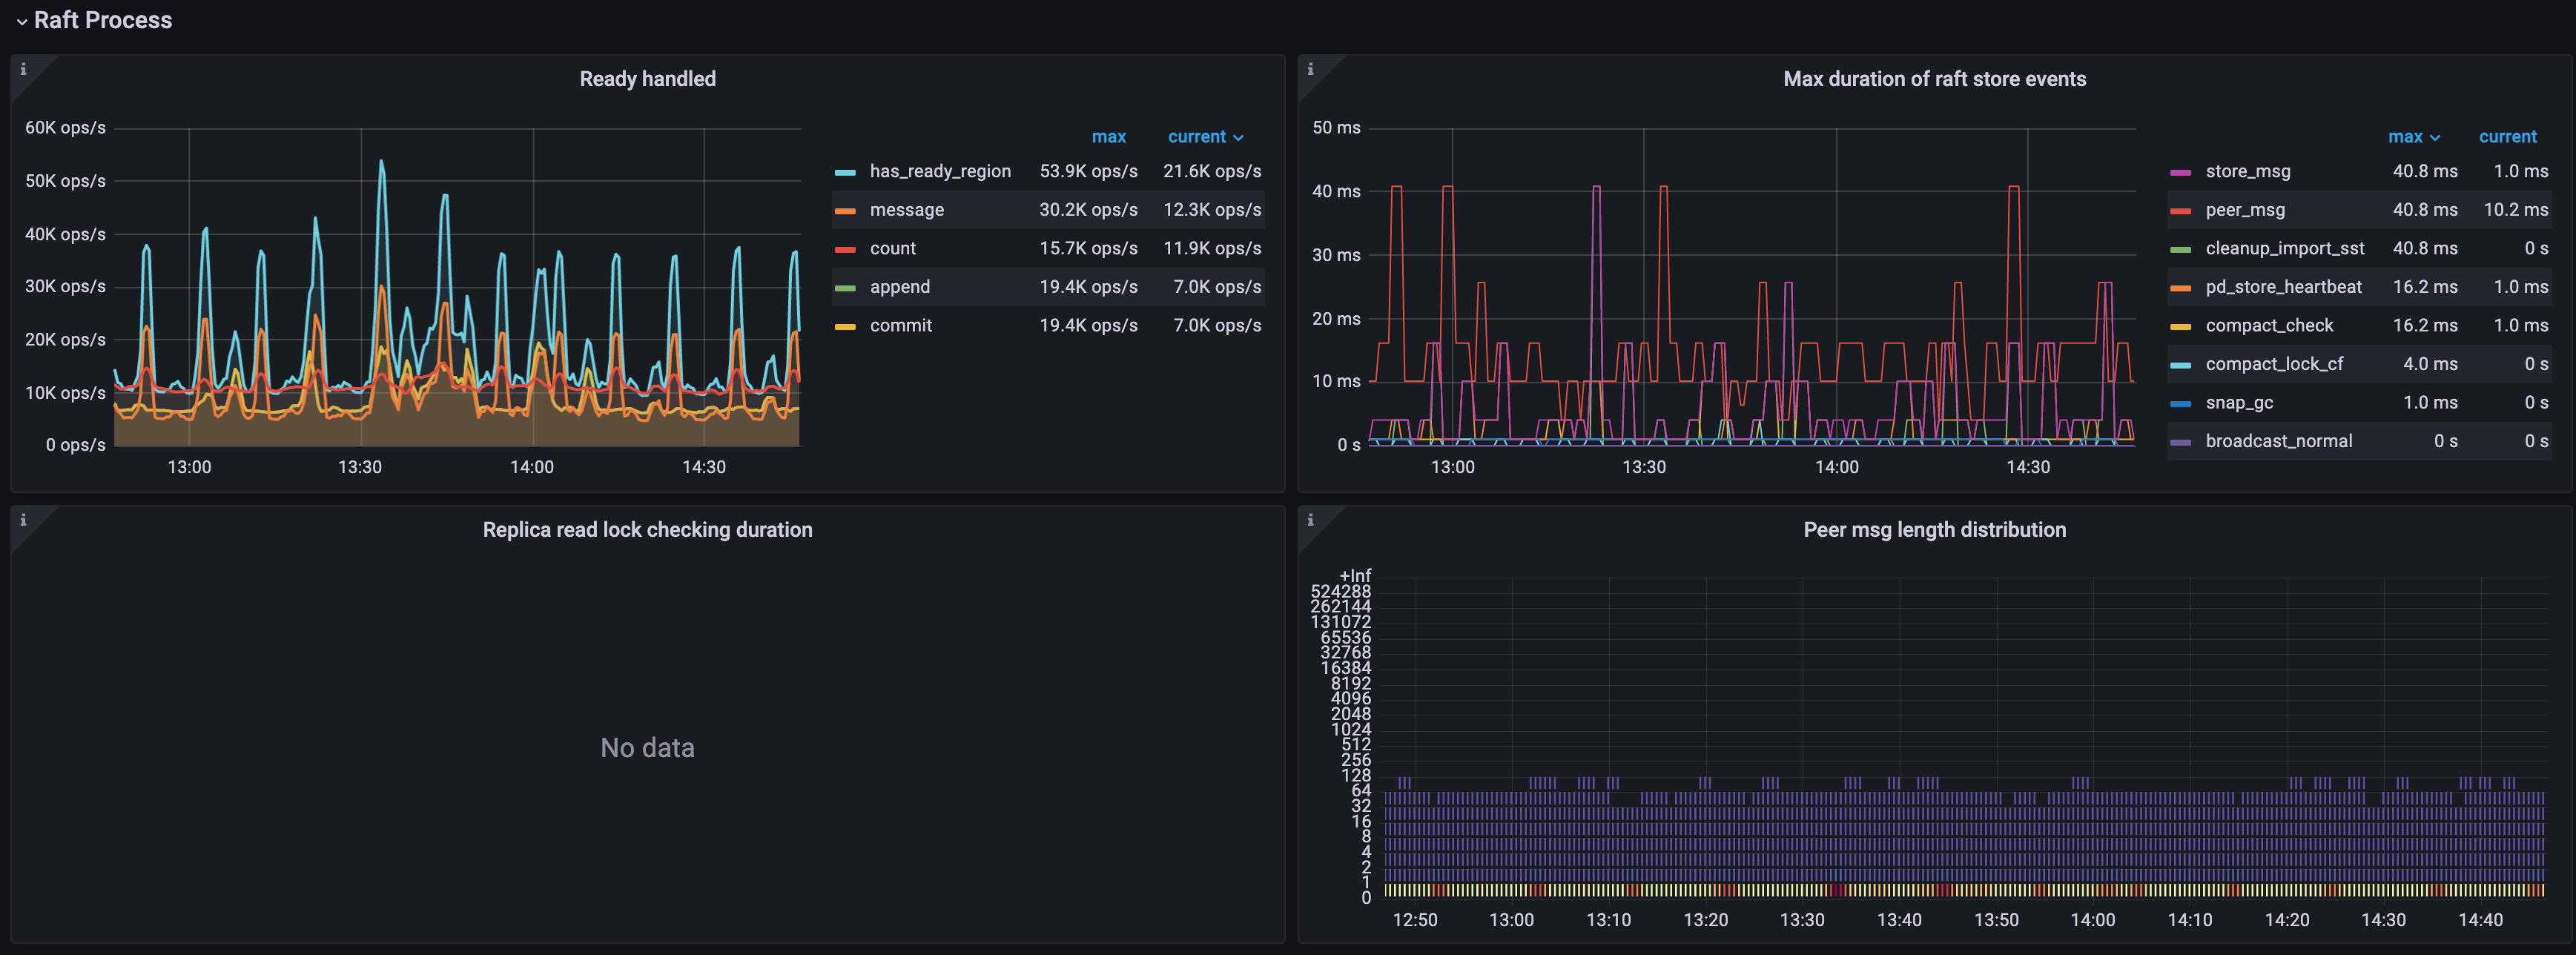 Raft Process
Ready handled
60K ops/s
50K ops/s
40K ops/s
30K ops/s
20K ops/s
10K ops/s
0 ops/s
13:00 13:30 14:00 14:30
max current
has_ready_region 53.9K ops/s 21.6K ops/s
message 30.2K ops/s 12.3K ops/s
count 15.7K ops/s 11.9K ops/s
append 19.4K ops/s 7.0K ops/s
commit 19.4K ops/s 7.0K ops/s
Max duration of raft store events
50 ms
40 ms
30 ms
20 ms
10 ms
0 s
13:00 13:30 14:00 14:30
max current
store_msg 40.8 ms 1.0 ms
peer_msg 40.8 ms 10.2 ms
cleanup_import_sst 40.8 ms 0 s
pd_store_heartbeat 16.2 ms 1.0 ms
compact_check 16.2 ms 1.0 ms
compact_lock_cf 4.0 ms 0 s
snap_gc 1.0 ms 0 s
broadcast_normal 0 s 0 s
Replica read lock checking duration
No data
Peer msg length distribution
+Inf
524288
262144
131072
65536
32768
16384
8192
4096
2048
1024
512
256
128
64
32
16
8
4
2
1
0
12:50 13:00 13:10 13:20 13:30 13:40 13:50 14:00 14:10 14:20 14:30 14:40